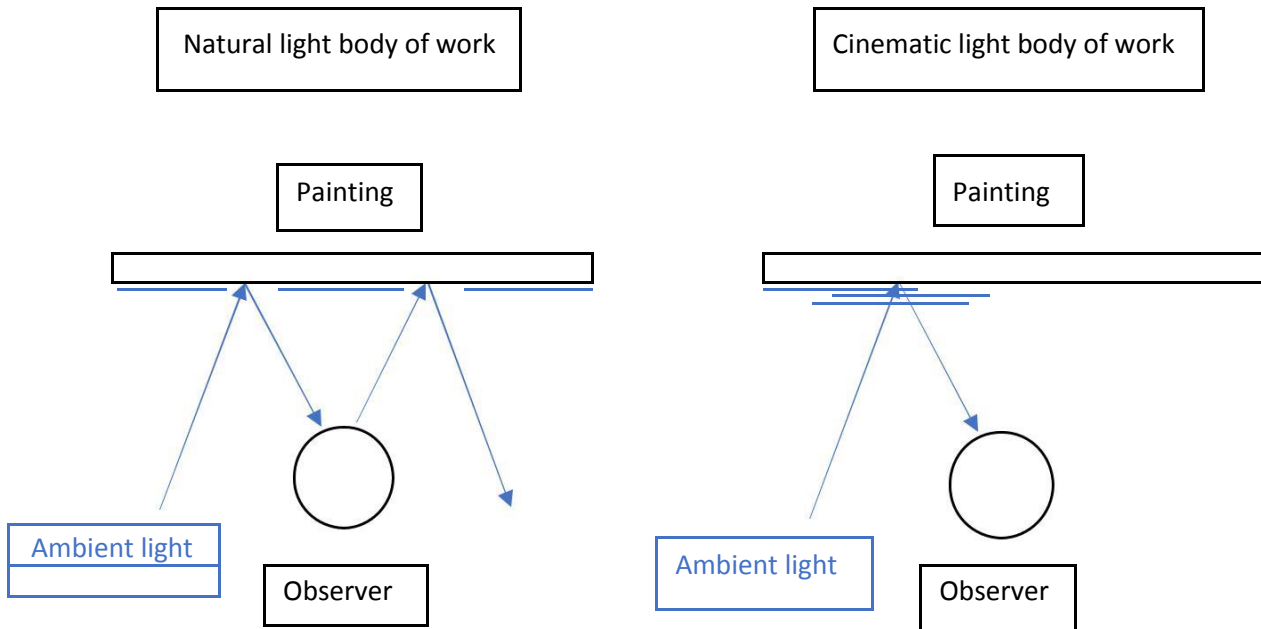 Natural light body of work
Cinematic light body of work
Painting
Painting
Ambient light
Ambient light
Observer
Observer